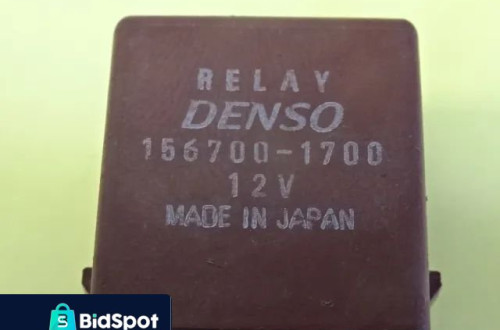 RELAY
DENSO
156700-1700
12V
MADE IN JAPAN
S
BidSpot